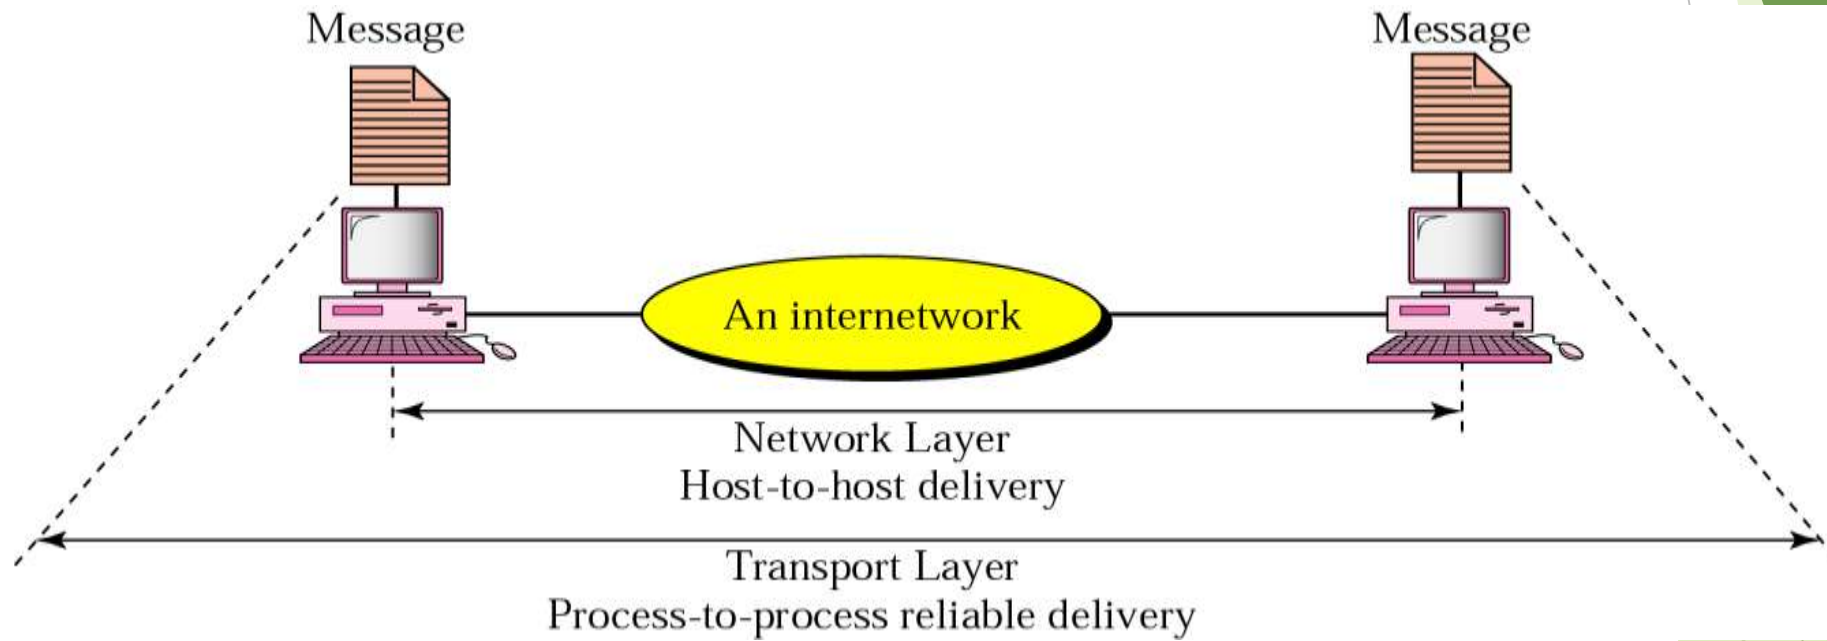 Message
Message
An internetwork
Network Layer
Host-to-host delivery
Transport Layer
Process-to-process reliable delivery